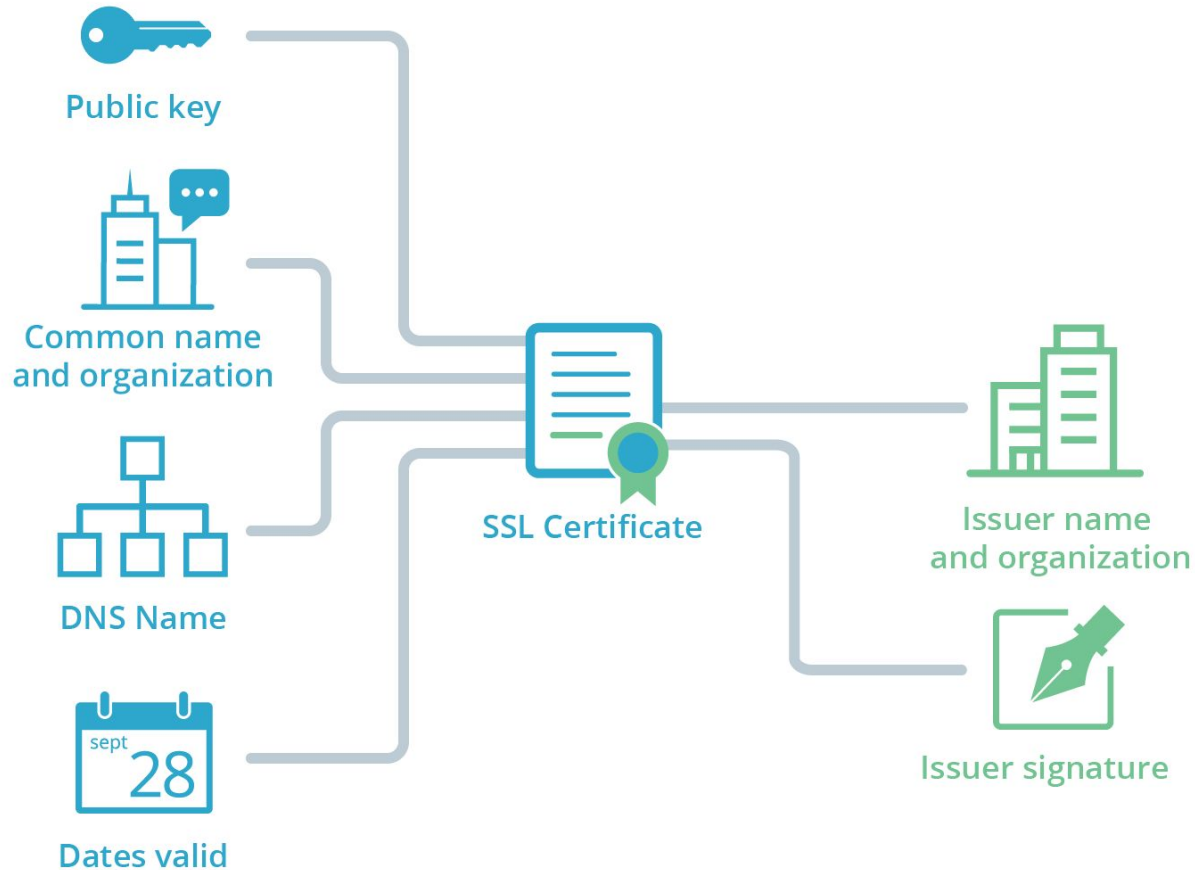 Public key
Common name
and organization
DNS Name
sept
28
Dates valid
SSL Certificate
Issuer name
and organization
Issuer signature